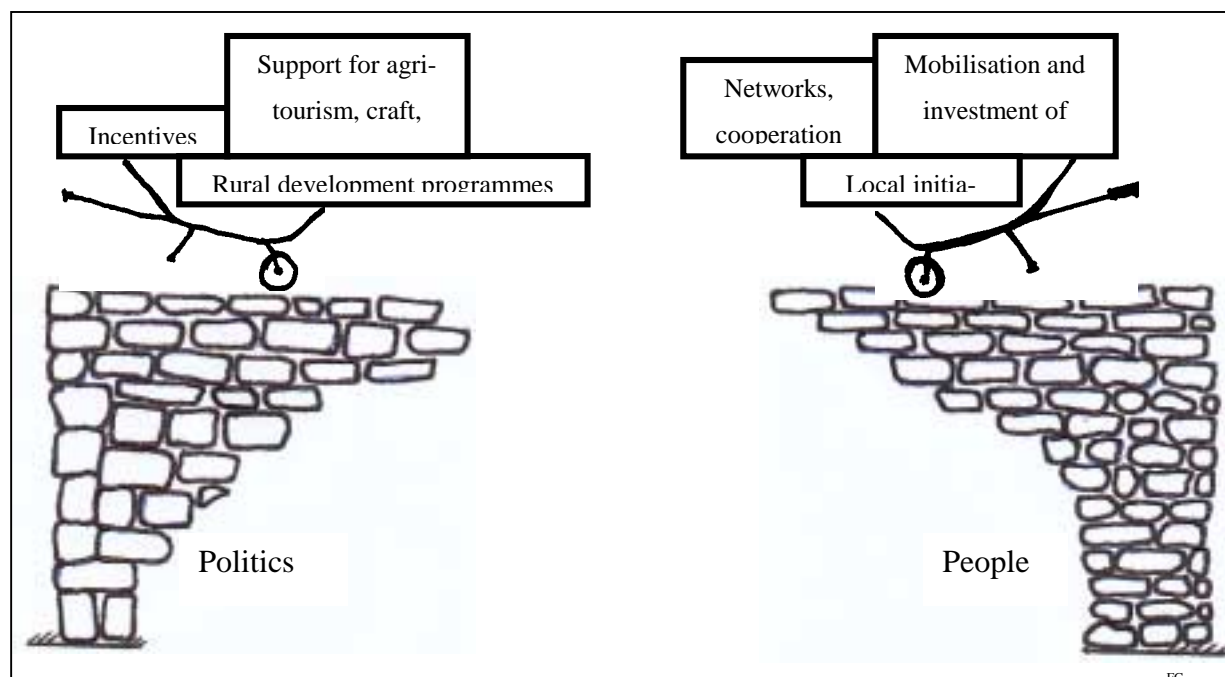 Support for agri-
tourism, craft,
Incentives
Rural development programmes
Networks,
cooperation
Mobilisation and
investment of
Local initia-
Politics
People